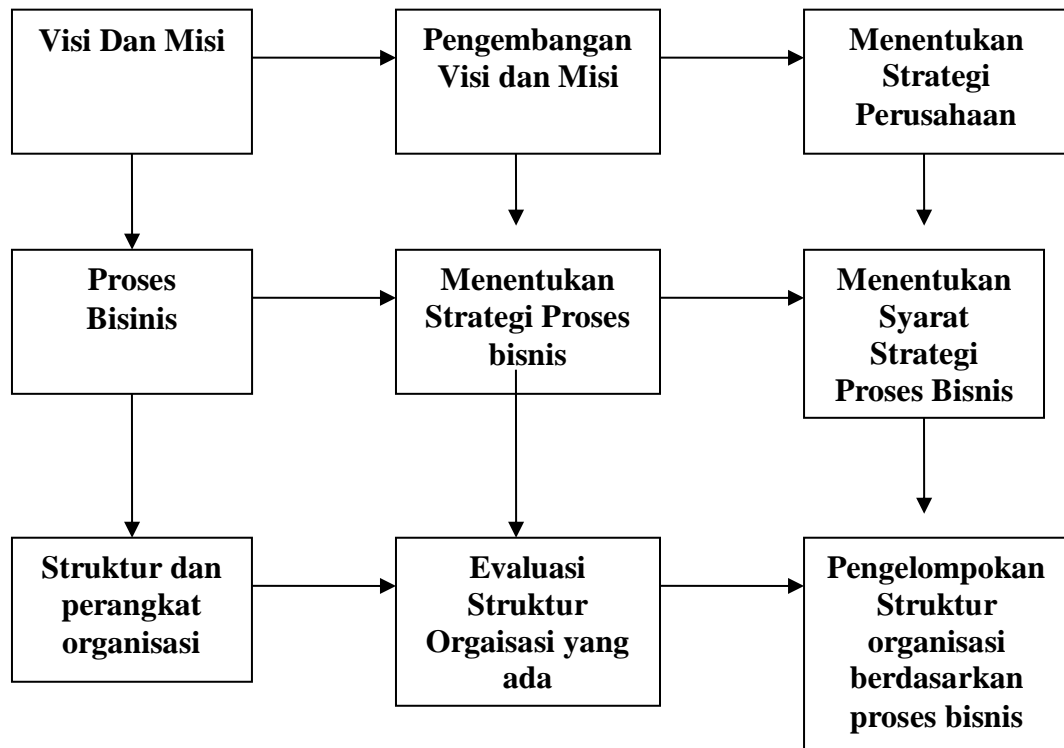 Visi Dan Misi
Pengembangan
Visi dan Misi
Menentukan
Strategi
Perusahaan
Proses
Bisinis
Menentukan
Strategi Proses
bisnis
Menentukan
Syarat
Strategi
Proses Bisnis
Struktur dan
perangkat
organisasi
Evaluasi
Struktur
Orgaisasi yang
ada
Pengelompokan
Struktur
organisasi
berdasarkan
proses bisnis